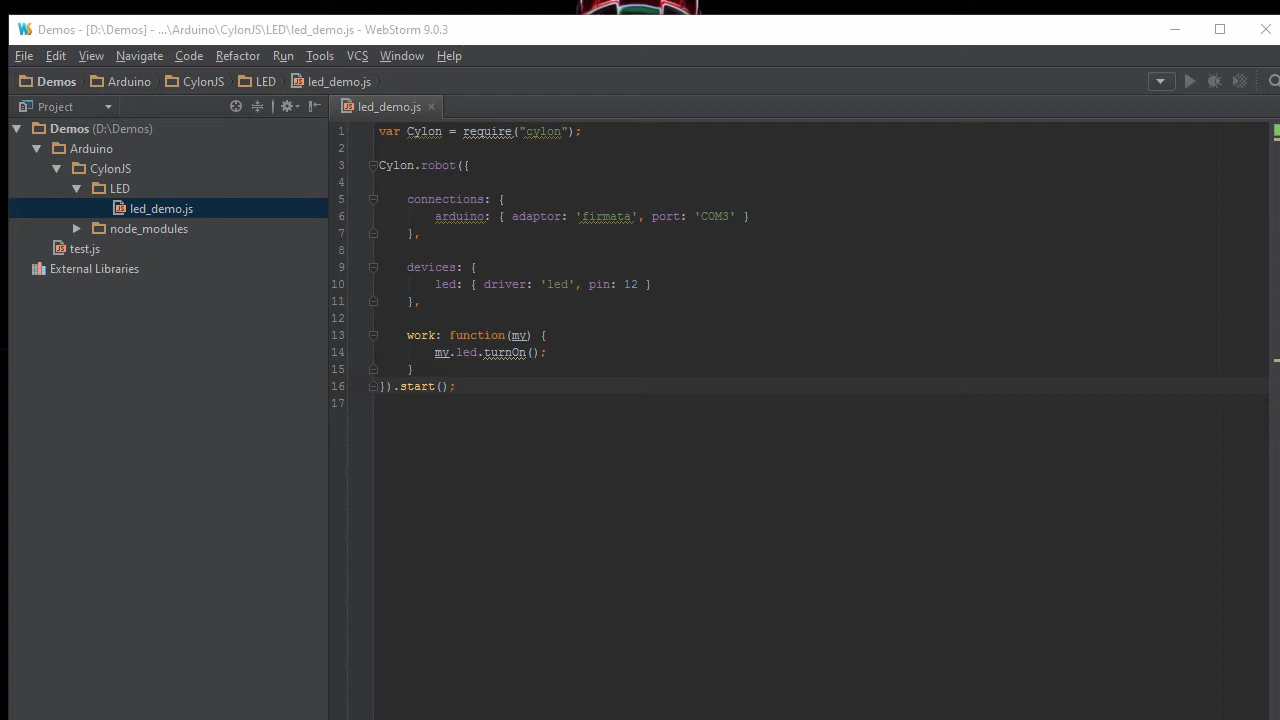 Demos - [D:\Demos] - ...\Arduino\CylonJS\LED\led_demo.js - WebStorm 9.0.3
File Edit View Navigate Code Refactor Run Tools VCS Window Help
Demos Arduino CylonJS LED led_demo.js
Project
led_demo.js
Demos (D:\Demos)
Arduino
CylonJS
LED
led_demo.js
node_modules
test.js
External Libraries
1 var Cylon = require("cylon");
2
3 Cylon.robot({
4
5 connections: {
6 arduino: { adaptor: 'firmata', port: 'COM3' }
7 },
8
9 devices: {
10 led: { driver: 'led', pin: 12 }
11 },
12
13 work: function(my) {
14 my.led.turnOn();
15 }
16 }).start();
17